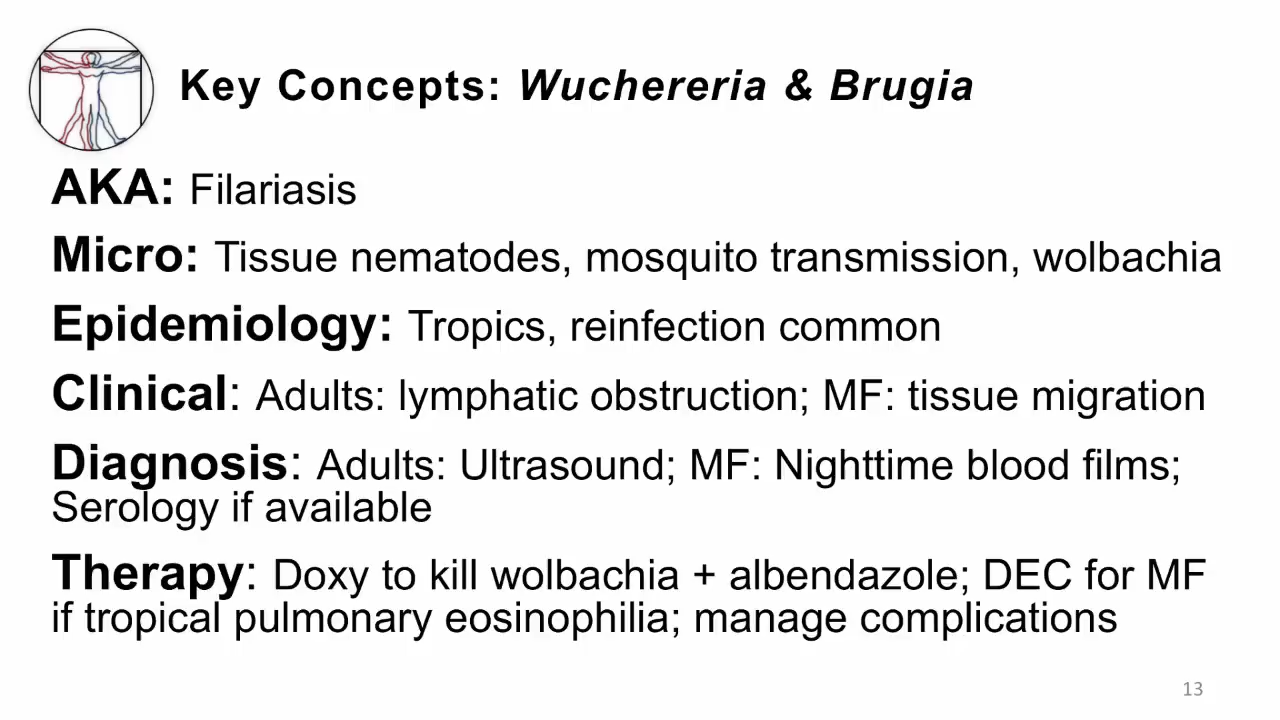 Key Concepts: Wuchereria & Brugia
AKA: Filariasis
Micro: Tissue nematodes, mosquito transmission, wolbachia
Epidemiology: Tropics, reinfection common
Clinical: Adults: lymphatic obstruction; MF: tissue migration
Diagnosis: Adults: Ultrasound; MF: Nighttime blood films;
Serology if available
Therapy: Doxy to kill wolbachia + albendazole; DEC for MF
if tropical pulmonary eosinophilia; manage complications
13